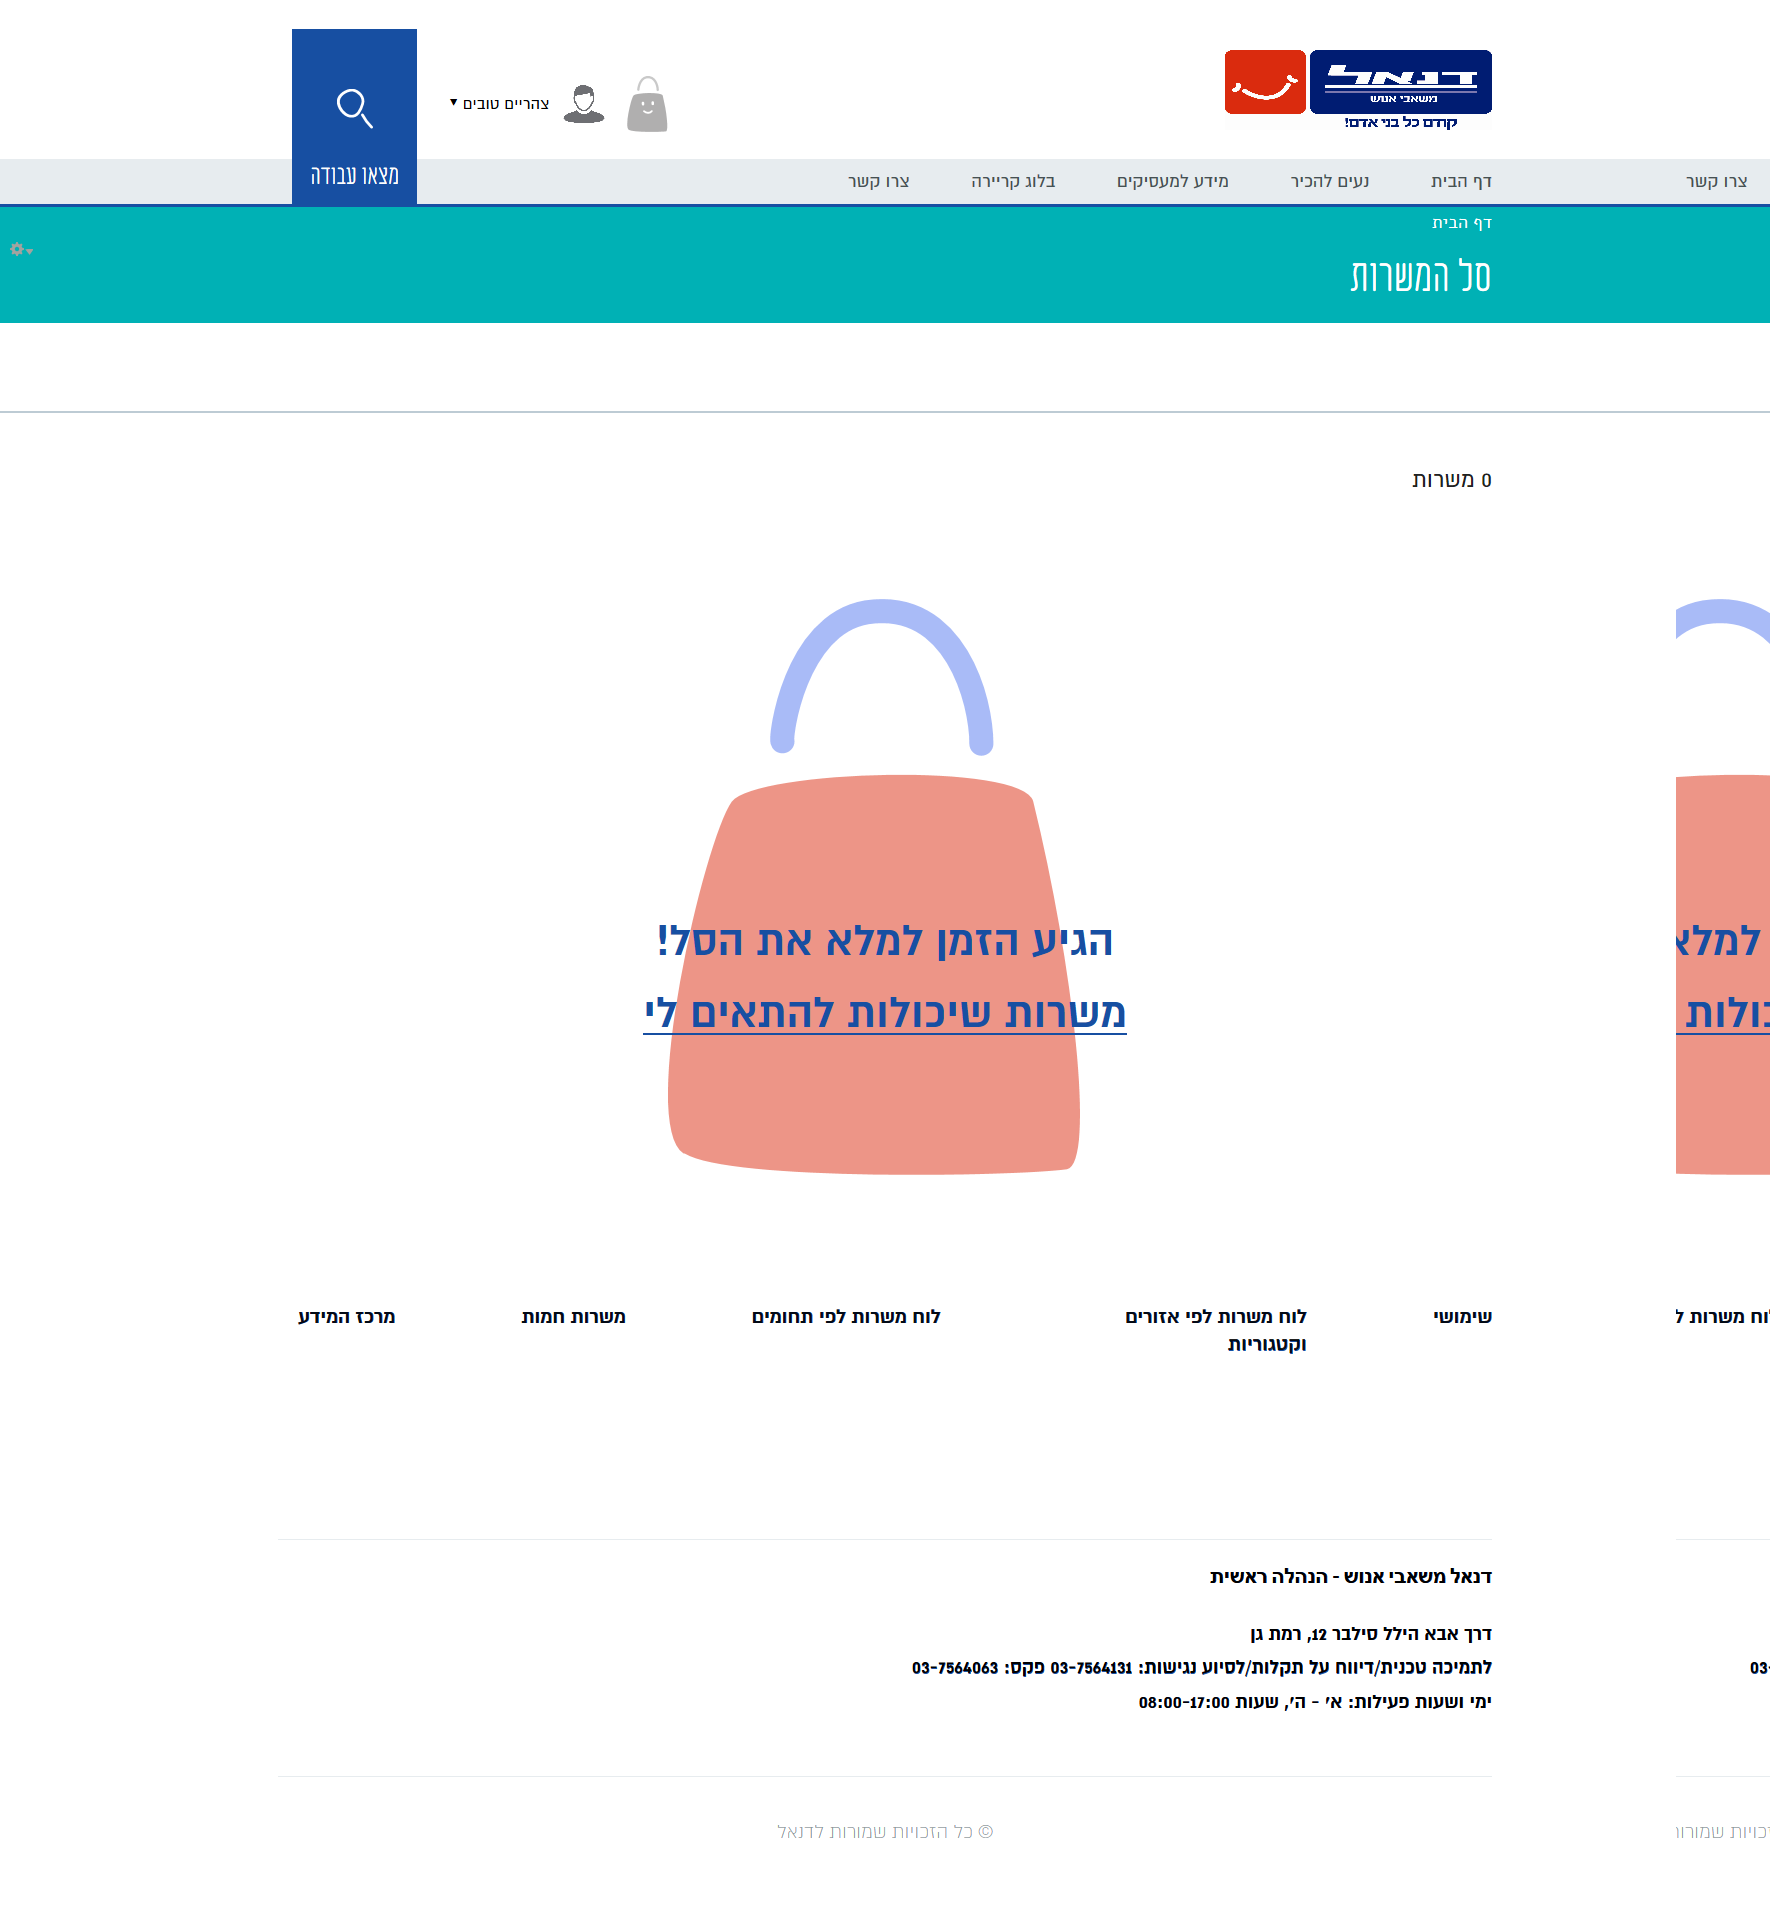 דנאל
משאבי אנוש
קודם כל בני אדם!
צהריים טובים
מצאו עבודה
דף הבית
נעים להכיר
מידע למעסיקים
בלוג קריירה
צרו קשר
צרו קשר
דף הבית
סל המשרות
0 משרות
הגיע הזמן למלא את הסל!
משרות שיכולות להתאים לי
למלא
שימושי
לוח משרות לפי אזורים
וקטגוריות
לוח משרות לפי תחומים
משרות חמות
מרכז המידע
משרות
דנאל משאבי אנוש - הנהלה ראשית
דרך אבא הילל סילבר 12, רמת גן
לתמיכה טכנית/דיווח על תקלות/לסיוע נגישות: 03-7564131 פקס: 03-7564063
03-
ימי ושעות פעילות: א' - ה', שעות 08:00-17:00
© כל הזכויות שמורות לדנאל